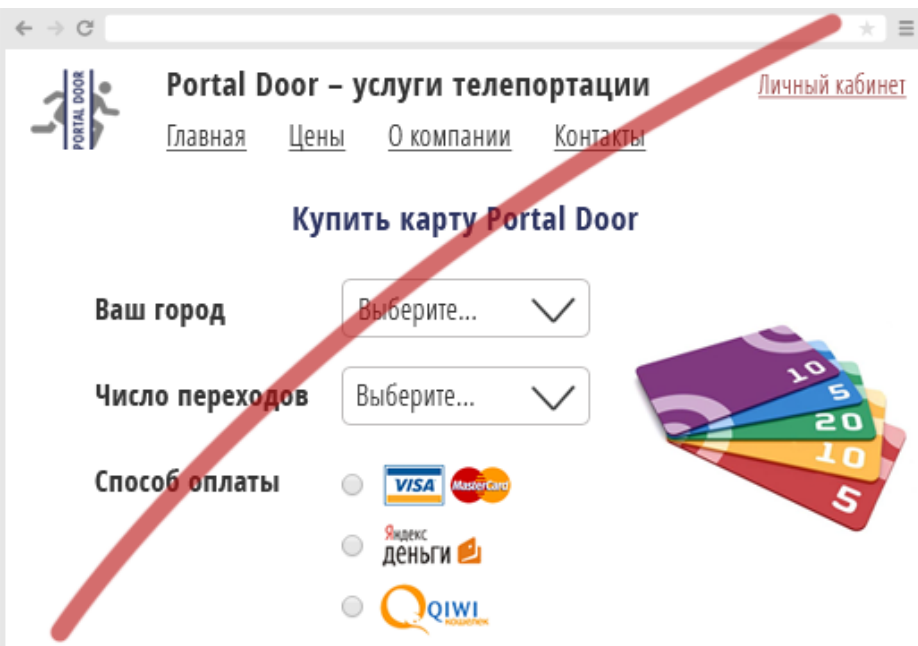 PORTAL DOOR
Portal Door – услуги телепортации
Личный кабинет
Главная Цены О компании Контакты
Купить карту Portal Door
Ваш город
Выберите...
Число переходов
Выберите...
Способ оплаты
VISA MasterCard
Яндекс
деньги
QIWI
кошелек
10
5
20
10
5